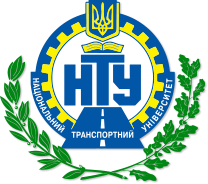 НТУ
НАЦІОНАЛЬНИЙ ТРАНСПОРТНИЙ УНІВЕРСИТЕТ